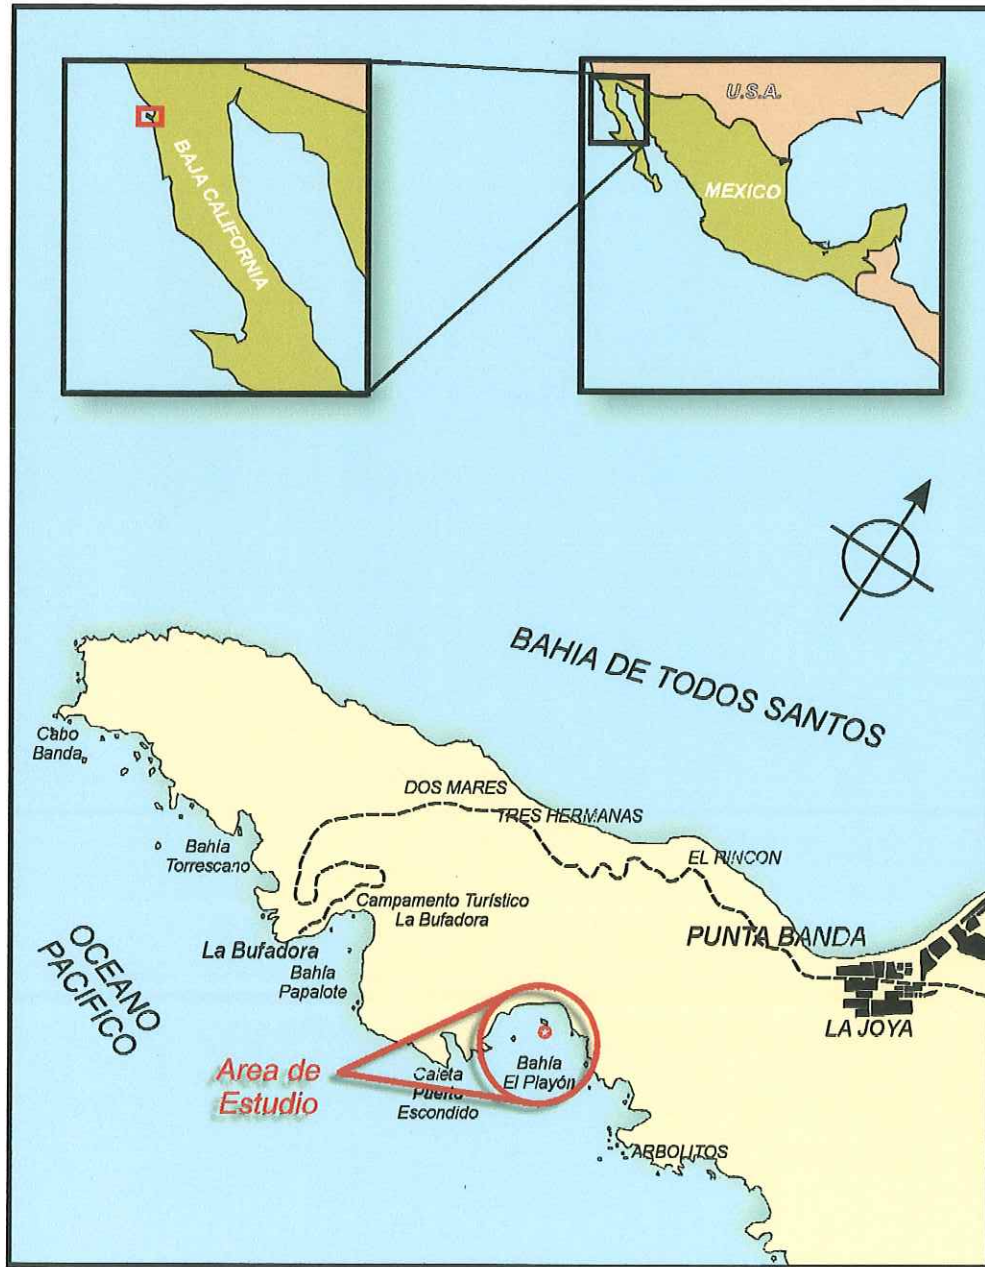 U.S.A.
MEXICO
BAJA CALIFORNIA
BAHIA DE TODOS SANTOS
Cabo
Banda
DOS MARES
TRES HERMANAS
EL RINCON
Bahía
Torrescano
Campamento Turístico
La Bufadora
PUNTA BANDA
La Bufadora
OCEANO
PACIFICO
Bahía
Papalote
LA JOYA
Area de
Estudio
Caleta
Puerto
Escondido
Bahía
El Playón
ARBOLITOS